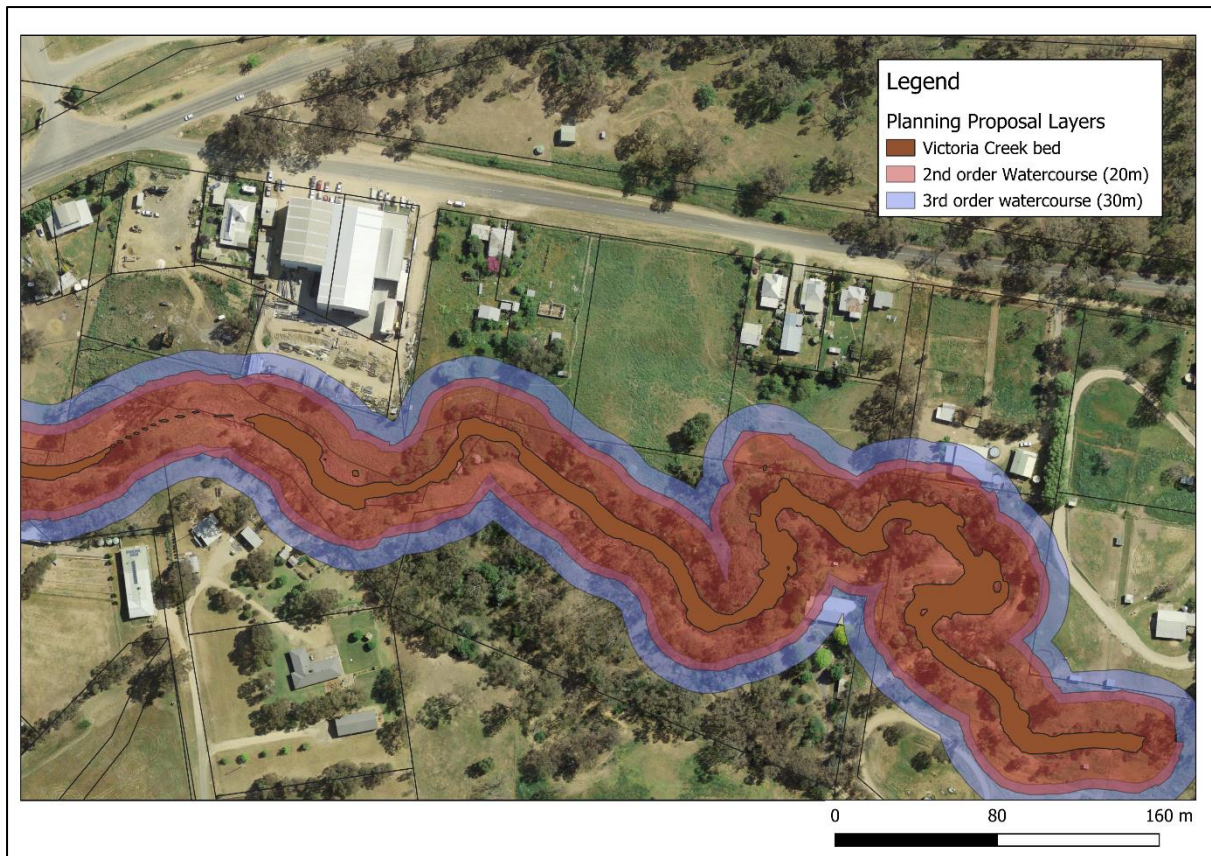 Legend
Planning Proposal Layers
Victoria Creek bed
2nd order Watercourse (20m)
3rd order watercourse (30m)
0 80 160 m